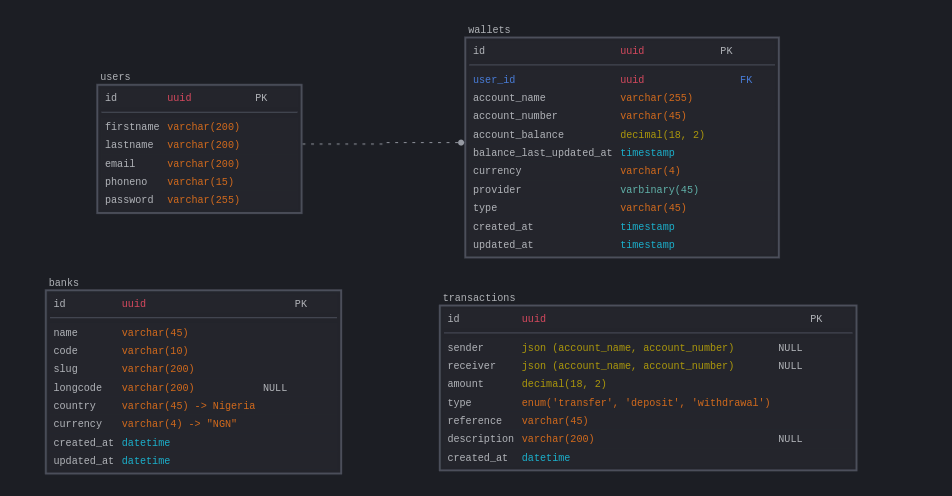 users
id uuid PK
firstname varchar(200)
lastname varchar(200)
email varchar(200)
phoneno varchar(15)
password varchar(255)
wallets
id uuid PK
user_id uuid FK
account_name varchar(255)
account_number varchar(45)
account_balance decimal(18, 2)
balance_last_updated_at timestamp
currency varchar(4)
provider varbinary(45)
type varchar(45)
created_at timestamp
updated_at timestamp
banks
id uuid PK
name varchar(45)
code varchar(10)
slug varchar(200)
longcode varchar(200) NULL
country varchar(45) -> Nigeria
currency varchar(4) -> "NGN"
created_at datetime
updated_at datetime
transactions
id uuid PK
sender json (account_name, account_number) NULL
receiver json (account_name, account_number) NULL
amount decimal(18, 2)
type enum('transfer', 'deposit', 'withdrawal')
reference varchar(45)
description varchar(200) NULL
created_at datetime